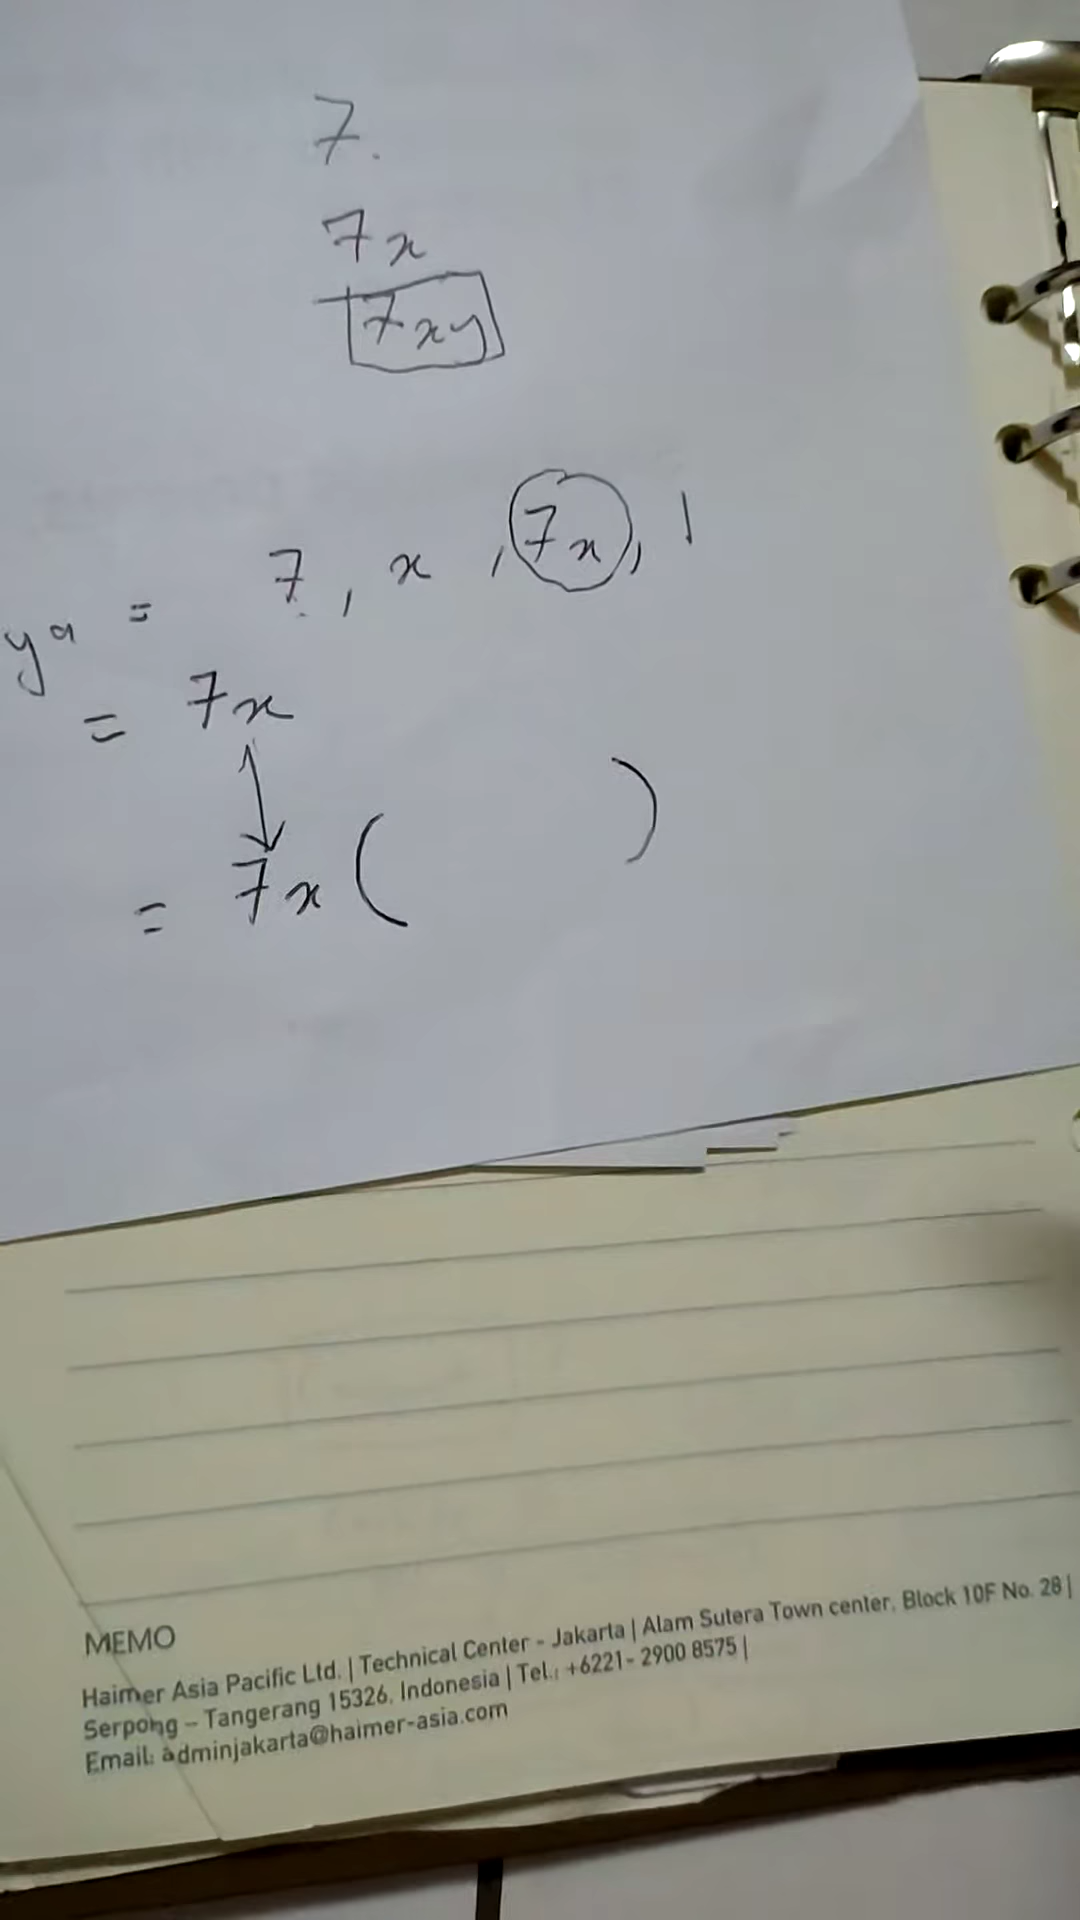 7.
7x
7xy
ya = 7, x, 7x, 1
= 7x
= 7x( )
MEMO
Haimer Asia Pacific Ltd. | Technical Center - Jakarta | Alam Sutera Town center, Block 10F No. 28 |
Serpong – Tangerang 15326, Indonesia | Tel.: +6221- 2900 8575 |
Email: adminjakarta@haimer-asia.com